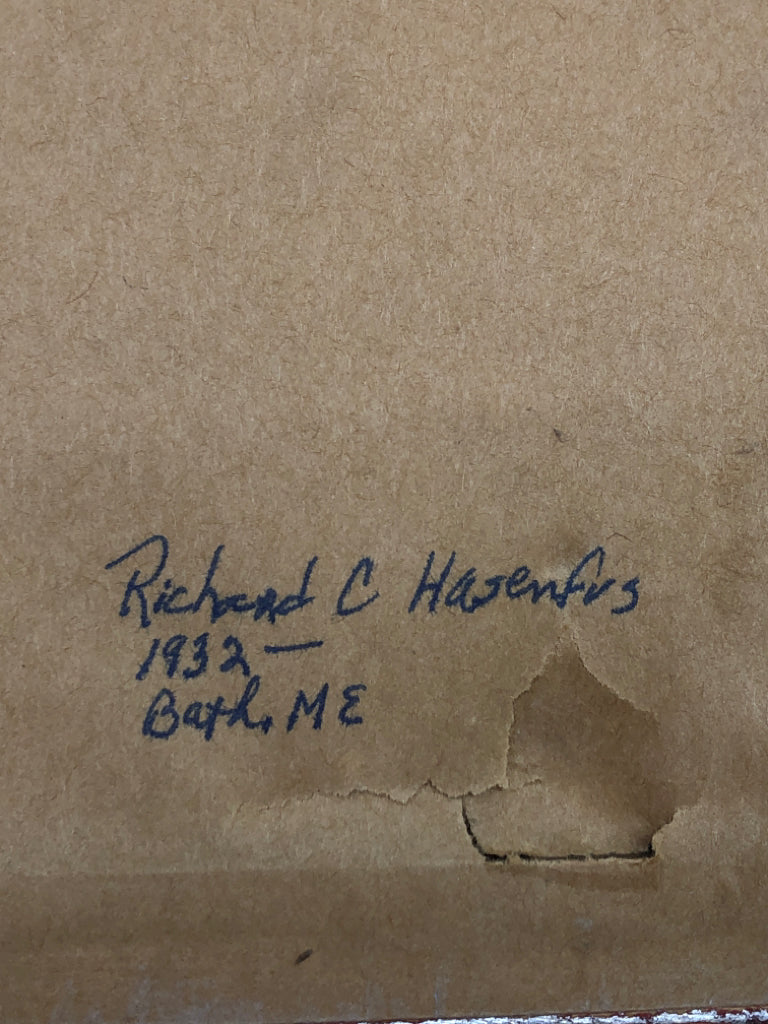 Richard C Hasenfus
1932 —
Bath, ME